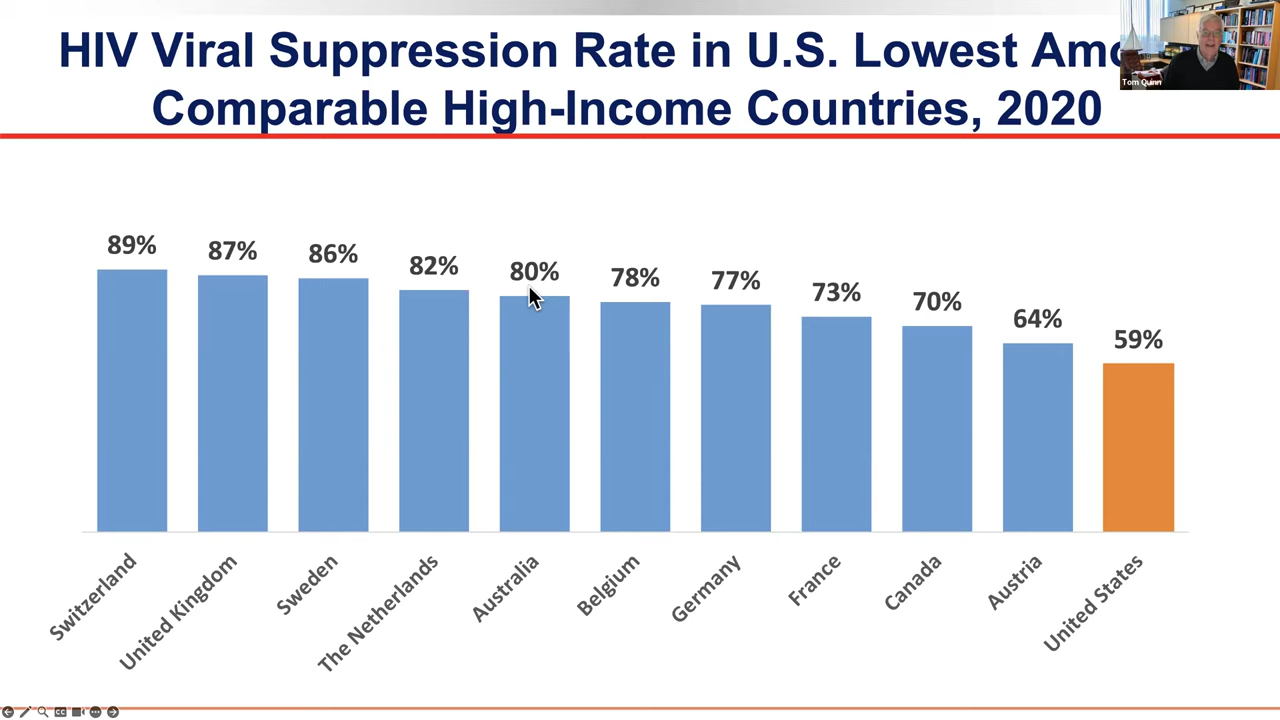 HIV Viral Suppression Rate in U.S. Lowest
Comparable High-Income Countries, 2020
Tom Quinn
89%
87%
86%
82%
80%
78%
77%
73%
70%
64%
59%
Switzerland
United Kingdom
Sweden
The Netherlands
Australia
Belgium
Germany
France
Canada
Austria
United States
CC